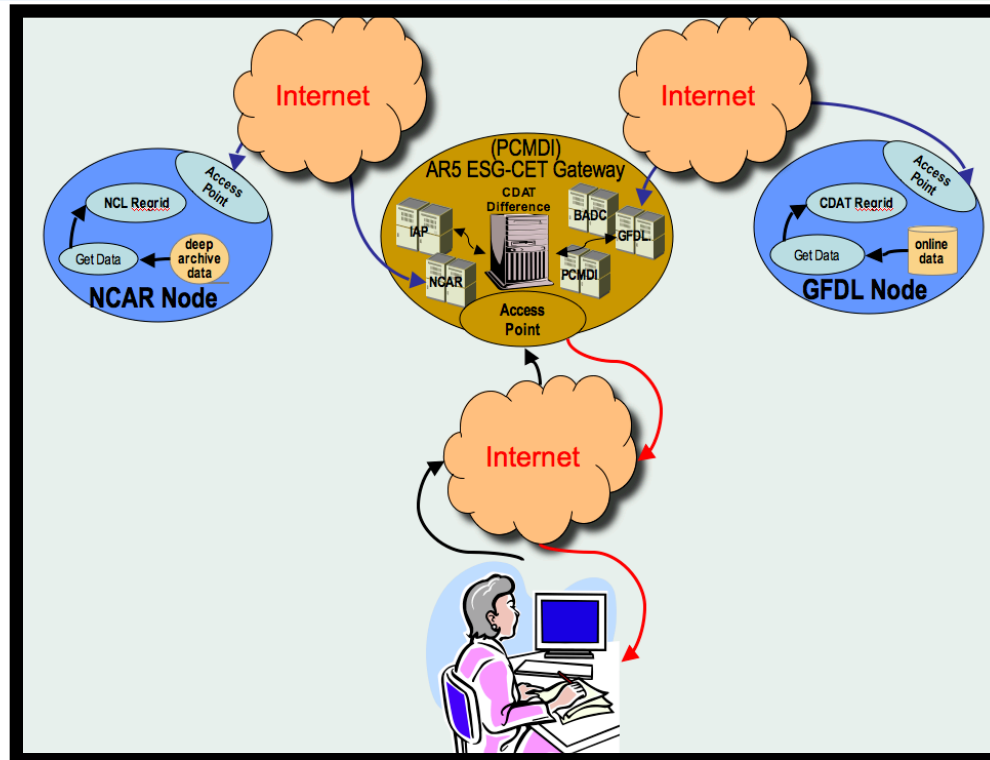 Internet
Internet
Access
Point
NCL Regrid
Get Data
deep
archive
data
NCAR Node
(PCMDI)
AR5 ESG-CET Gateway
CDAT
Difference
IAP
BADC
GFDL
NCAR
PCMDI
Access
Point
Access
Point
CDAT Regrid
Get Data
online
data
GFDL Node
Internet